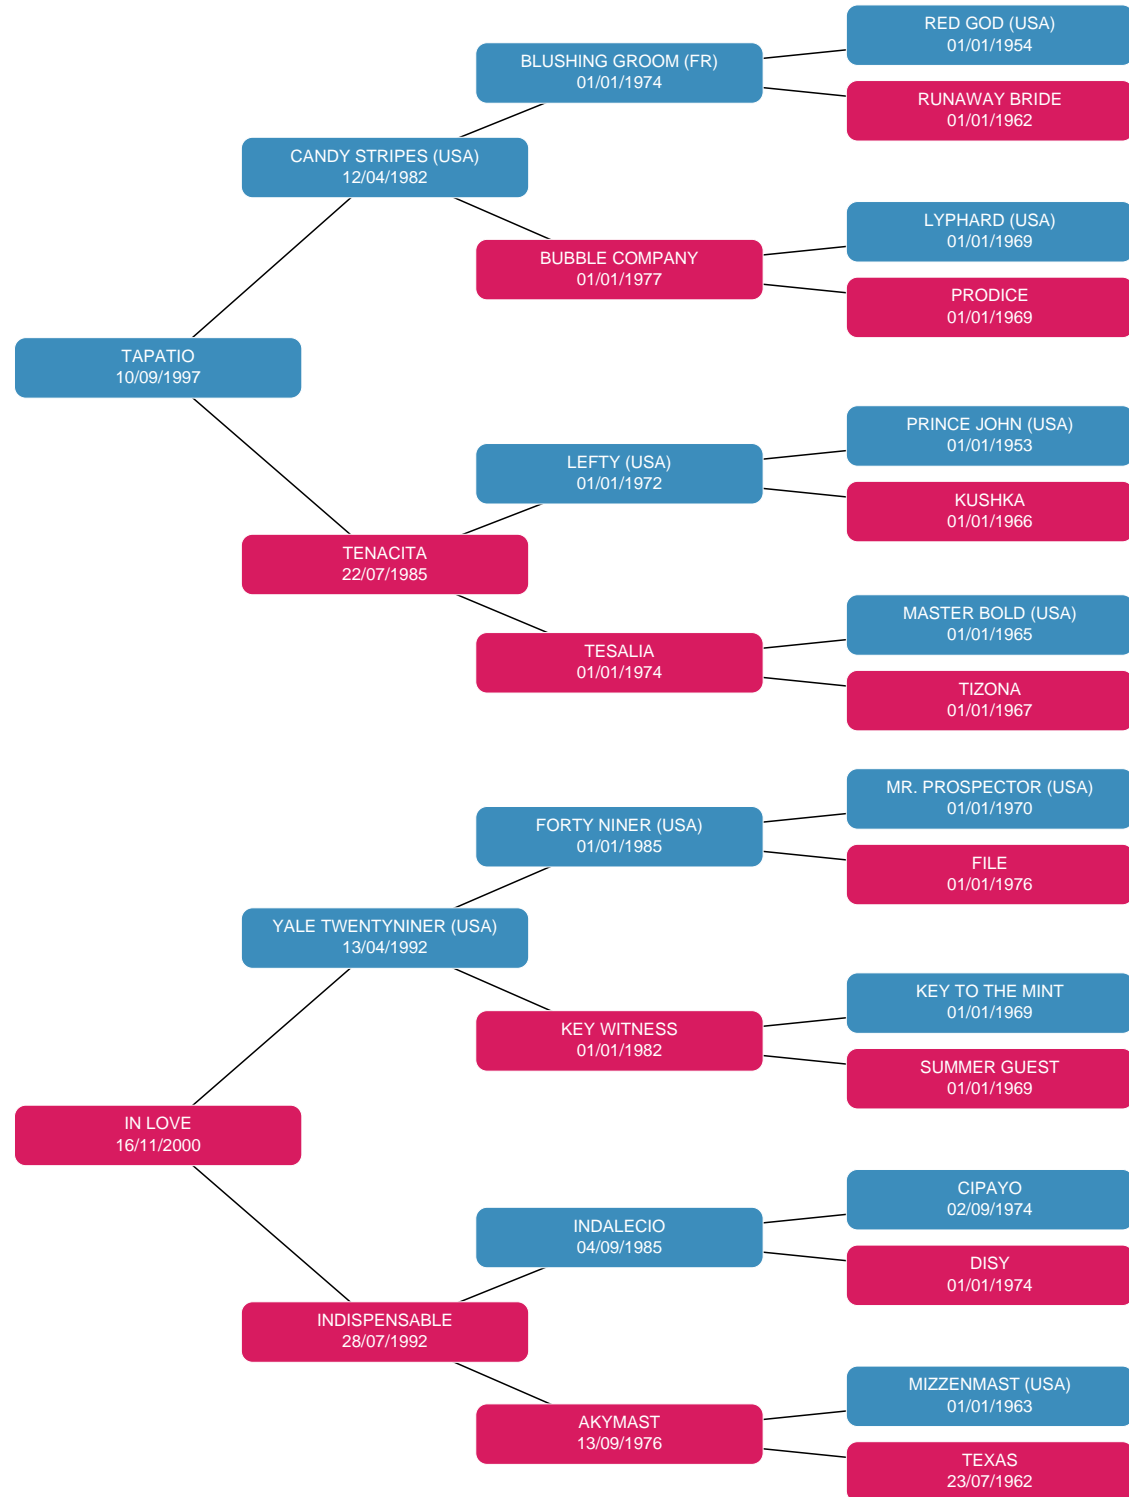 RED GOD (USA)
01/01/1954
BLUSHING GROOM (FR)
01/01/1974
RUNAWAY BRIDE
01/01/1962
CANDY STRIPES (USA)
12/04/1982
LYPHARD (USA)
01/01/1969
BUBBLE COMPANY
01/01/1977
PRODICE
01/01/1969
TAPATIO
10/09/1997
PRINCE JOHN (USA)
01/01/1953
LEFTY (USA)
01/01/1972
KUSHKA
01/01/1966
TENACITA
22/07/1985
MASTER BOLD (USA)
01/01/1965
TESALIA
01/01/1974
TIZONA
01/01/1967
MR. PROSPECTOR (USA)
01/01/1970
FORTY NINER (USA)
01/01/1985
FILE
01/01/1976
YALE TWENTYNINER (USA)
13/04/1992
KEY TO THE MINT
01/01/1969
KEY WITNESS
01/01/1982
SUMMER GUEST
01/01/1969
IN LOVE
16/11/2000
CIPAYO
02/09/1974
INDALECIO
04/09/1985
DISY
01/01/1974
INDISPENSABLE
28/07/1992
MIZZENMAST (USA)
01/01/1963
AKYMAST
13/09/1976
TEXAS
23/07/1962